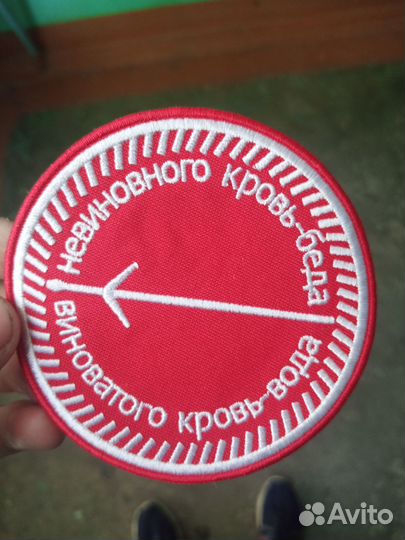 невиновного кровь-беда
виноватого кровь-вода
Avito